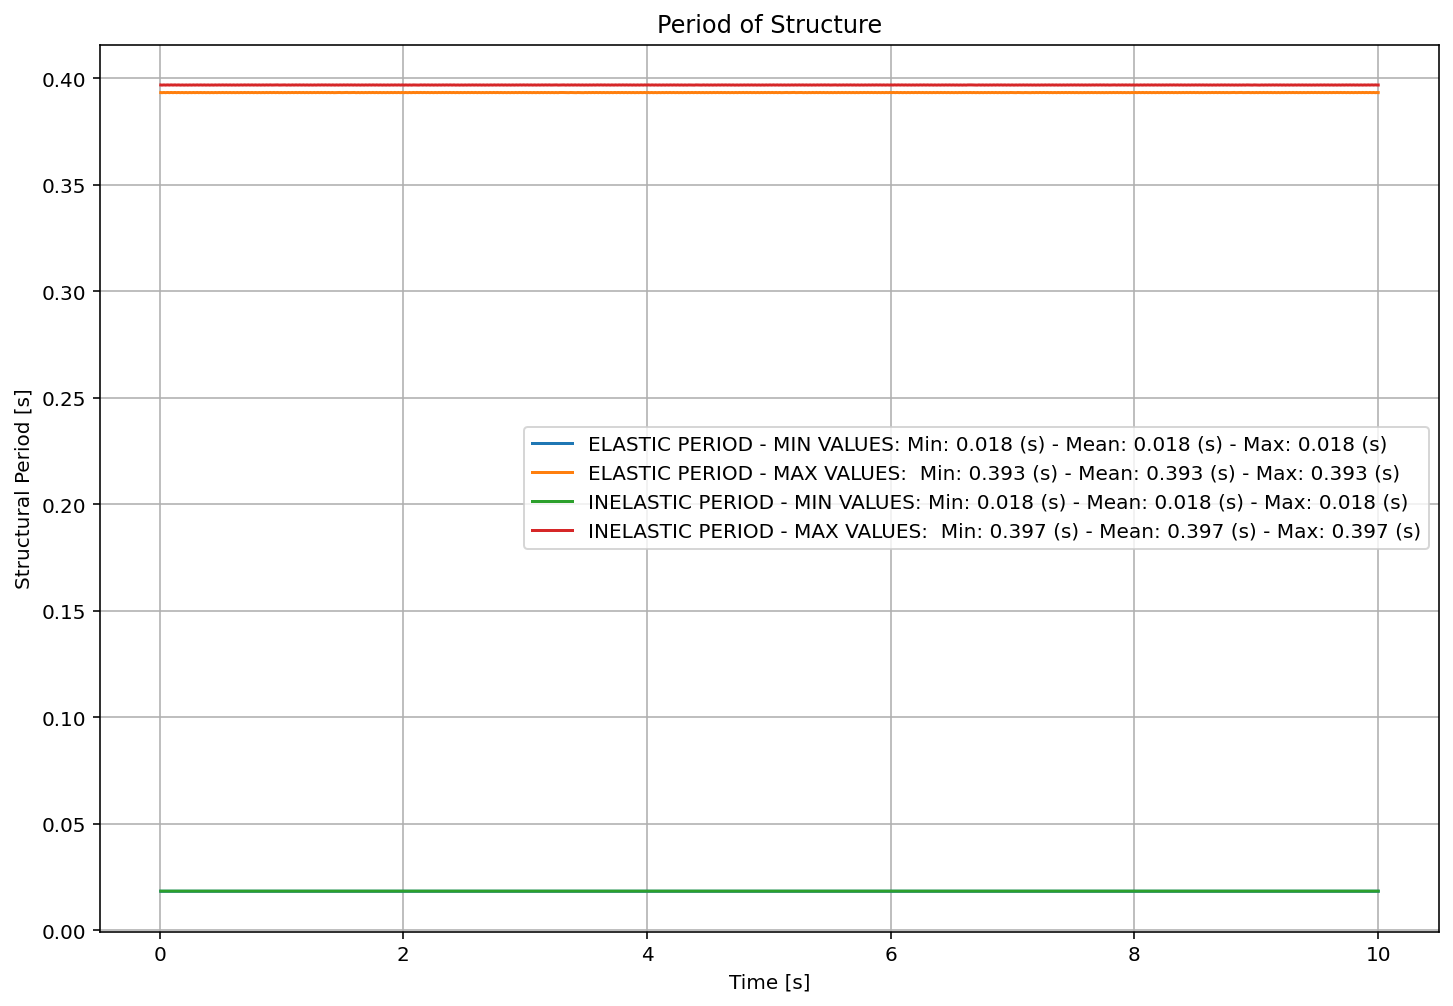 Period of Structure
0.40
0.35
0.30
0.25
0.20
0.15
0.10
0.05
0.00
Structural Period [s]
ELASTIC PERIOD - MIN VALUES: Min: 0.018 (s) - Mean: 0.018 (s) - Max: 0.018 (s)
ELASTIC PERIOD - MAX VALUES:  Min: 0.393 (s) - Mean: 0.393 (s) - Max: 0.393 (s)
INELASTIC PERIOD - MIN VALUES: Min: 0.018 (s) - Mean: 0.018 (s) - Max: 0.018 (s)
INELASTIC PERIOD - MAX VALUES:  Min: 0.397 (s) - Mean: 0.397 (s) - Max: 0.397 (s)
0 2 4 6 8 10
Time [s]